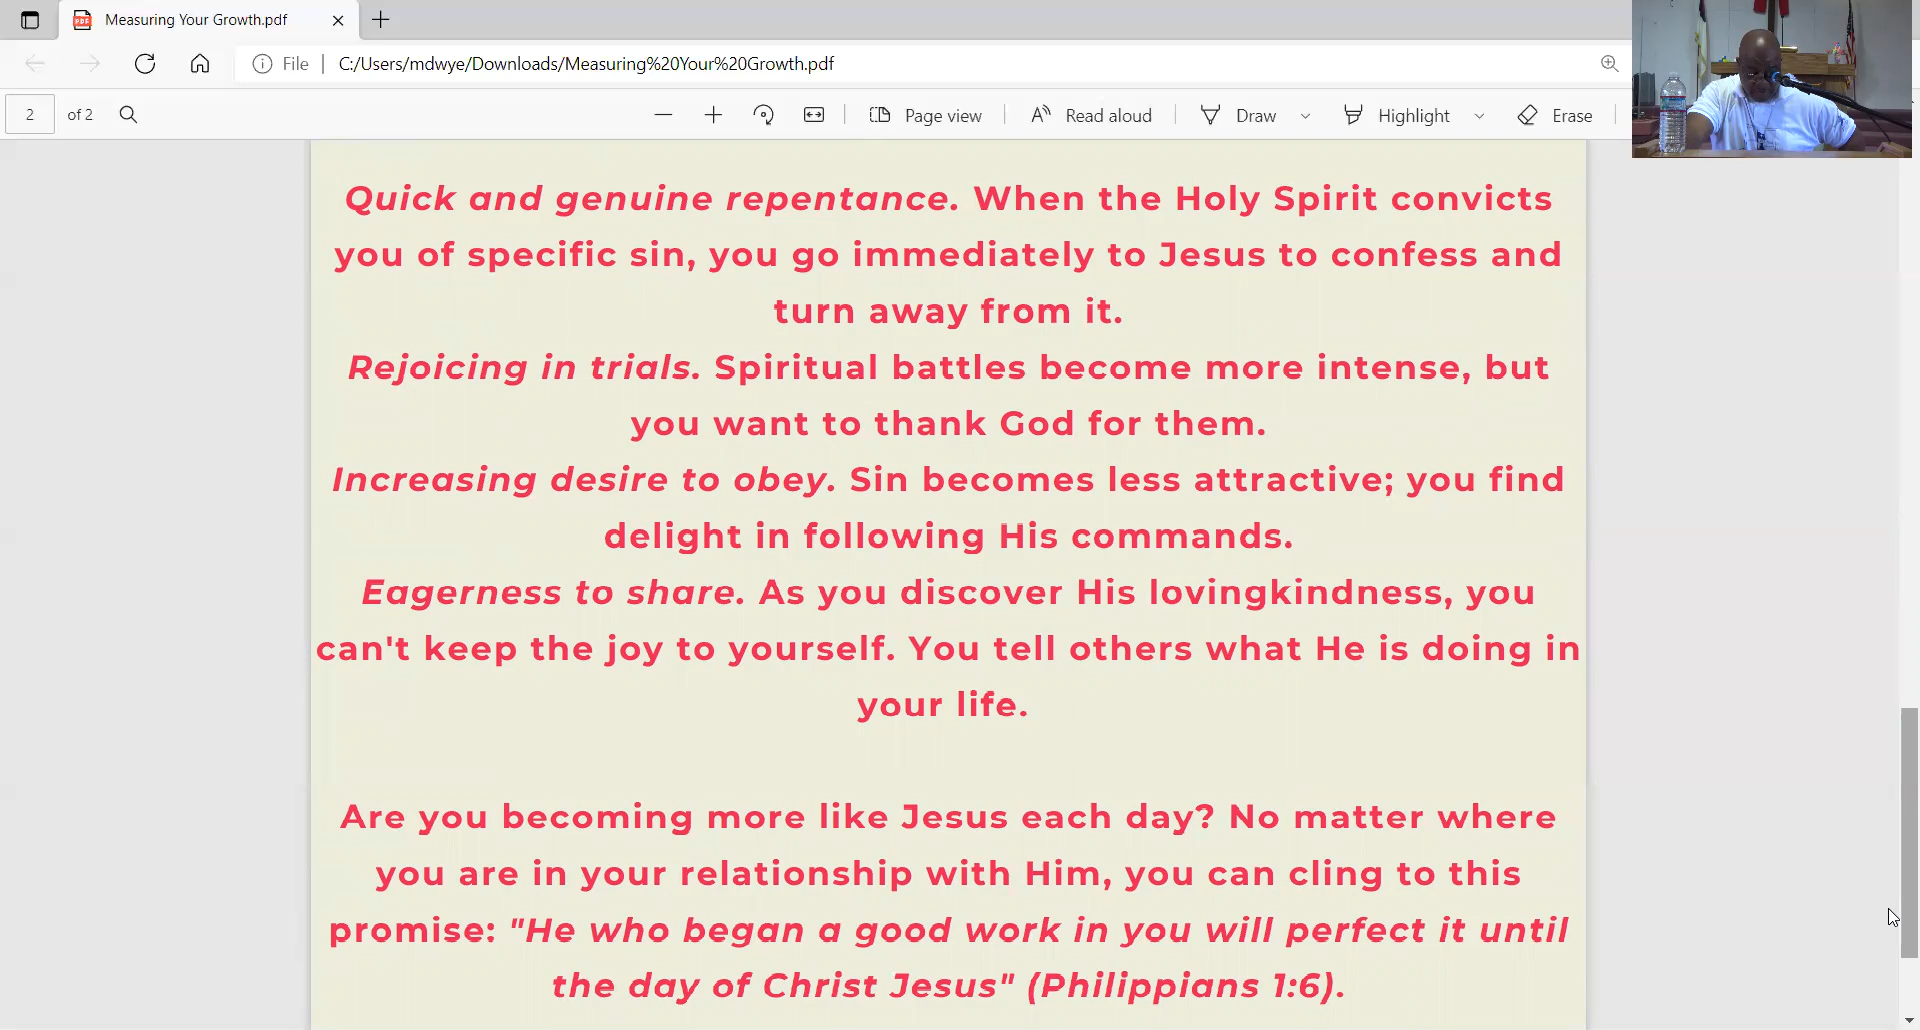 Measuring Your Growth.pdf
File | C:/Users/mdwye/Downloads/Measuring%20Your%20Growth.pdf
2 of 2 Page view Read aloud Draw Highlight Erase
Quick and genuine repentance. When the Holy Spirit convicts
you of specific sin, you go immediately to Jesus to confess and
turn away from it.
Rejoicing in trials. Spiritual battles become more intense, but
you want to thank God for them.
Increasing desire to obey. Sin becomes less attractive; you find
delight in following His commands.
Eagerness to share. As you discover His lovingkindness, you
can't keep the joy to yourself. You tell others what He is doing in
your life.
Are you becoming more like Jesus each day? No matter where
you are in your relationship with Him, you can cling to this
promise: "He who began a good work in you will perfect it until
the day of Christ Jesus" (Philippians 1:6).